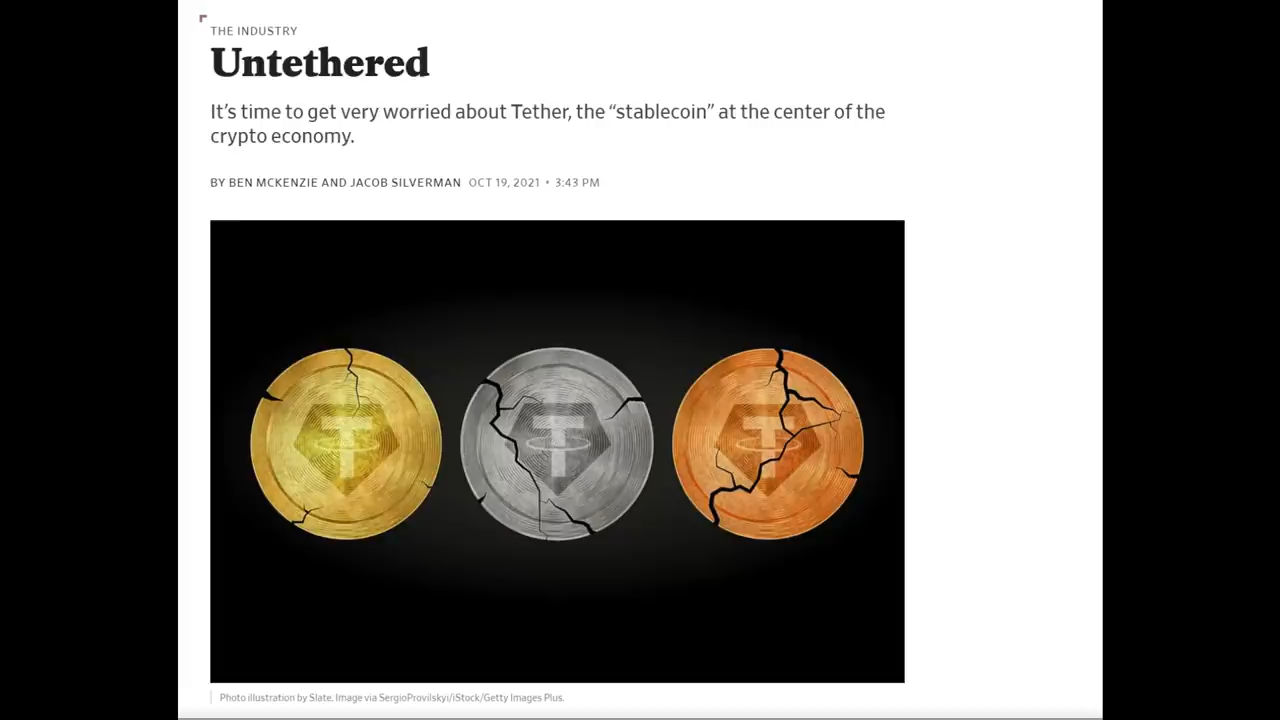 THE INDUSTRY
Untethered
It's time to get very worried about Tether, the “stablecoin” at the center of the
crypto economy.
BY BEN MCKENZIE AND JACOB SILVERMAN OCT 19, 2021 • 3:43 PM
T T T
Photo illustration by Slate. Image via SergioProvilskyi/iStock/Getty Images Plus.